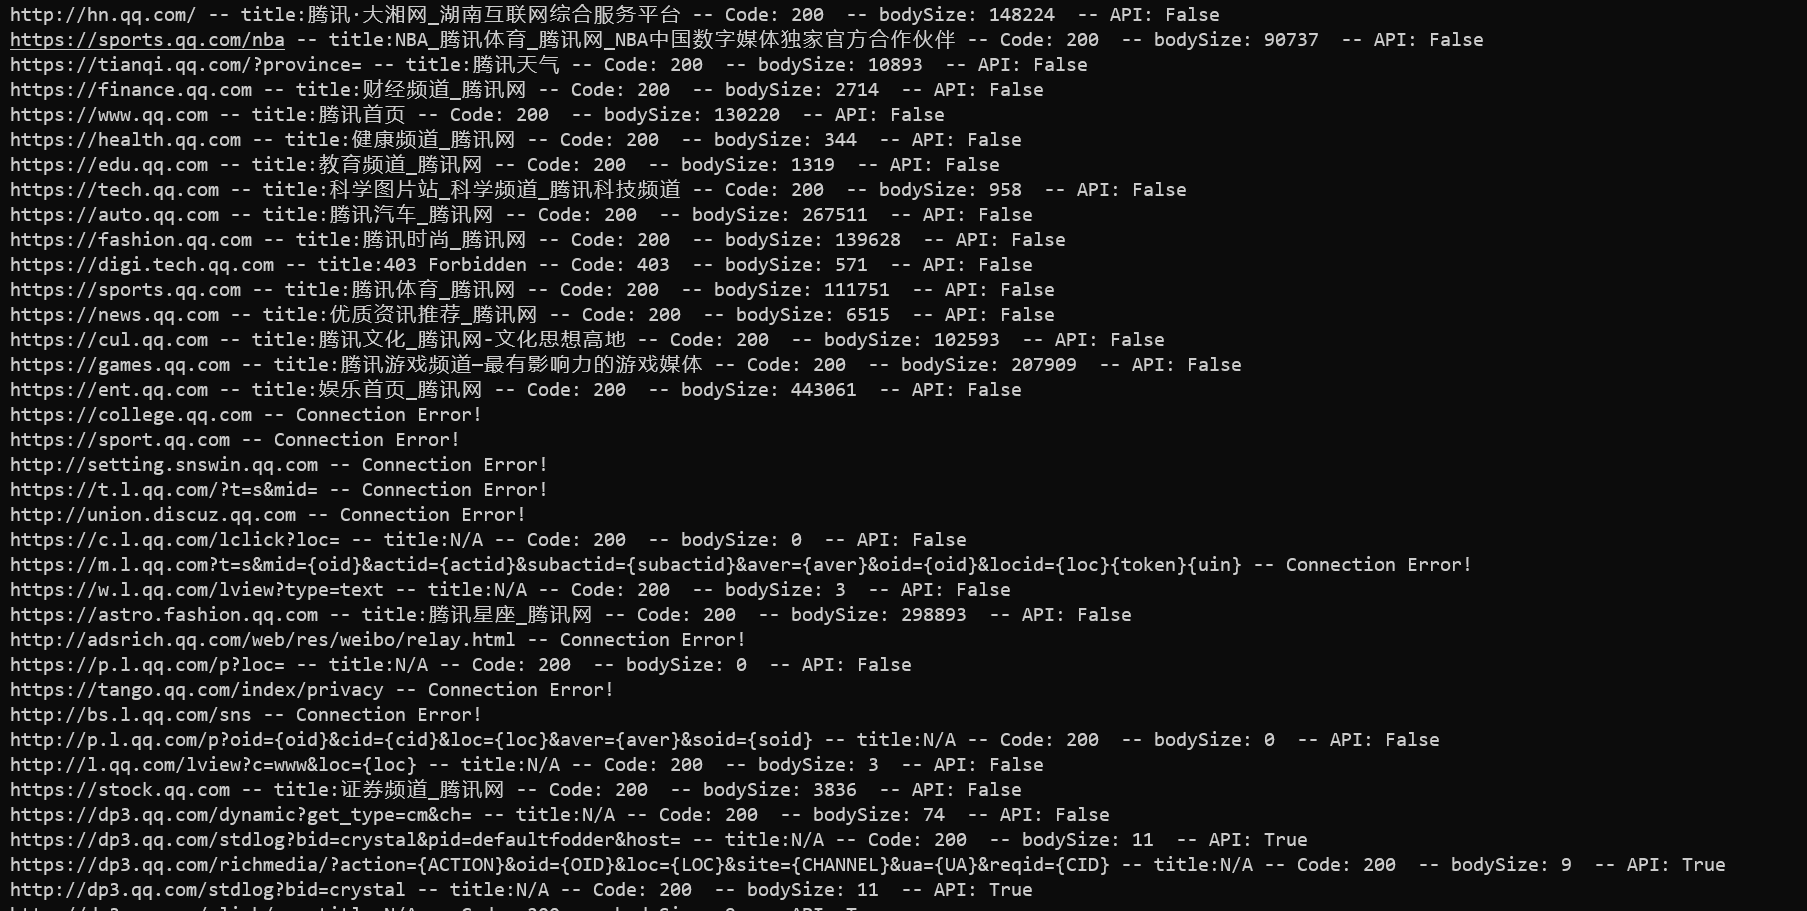 http://hn.qq.com/ -- title:腾讯·大湘网_湖南互联网综合服务平台 -- Code: 200  -- bodySize: 148224  -- API: False
https://sports.qq.com/nba -- title:NBA_腾讯体育_腾讯网_NBA中国数字媒体独家官方合作伙伴 -- Code: 200  -- bodySize: 90737  -- API: False
https://tianqi.qq.com/?province= -- title:腾讯天气 -- Code: 200  -- bodySize: 10893  -- API: False
https://finance.qq.com -- title:财经频道_腾讯网 -- Code: 200  -- bodySize: 2714  -- API: False
https://www.qq.com -- title:腾讯首页 -- Code: 200  -- bodySize: 130220  -- API: False
https://health.qq.com -- title:健康频道_腾讯网 -- Code: 200  -- bodySize: 344  -- API: False
https://edu.qq.com -- title:教育频道_腾讯网 -- Code: 200  -- bodySize: 1319  -- API: False
https://tech.qq.com -- title:科学图片站_科学频道_腾讯科技频道 -- Code: 200  -- bodySize: 958  -- API: False
https://auto.qq.com -- title:腾讯汽车_腾讯网 -- Code: 200  -- bodySize: 267511  -- API: False
https://fashion.qq.com -- title:腾讯时尚_腾讯网 -- Code: 200  -- bodySize: 139628  -- API: False
https://digi.tech.qq.com -- title:403 Forbidden -- Code: 403  -- bodySize: 571  -- API: False
https://sports.qq.com -- title:腾讯体育_腾讯网 -- Code: 200  -- bodySize: 111751  -- API: False
https://news.qq.com -- title:优质资讯推荐_腾讯网 -- Code: 200  -- bodySize: 6515  -- API: False
https://cul.qq.com -- title:腾讯文化_腾讯网-文化思想高地 -- Code: 200  -- bodySize: 102593  -- API: False
https://games.qq.com -- title:腾讯游戏频道—最有影响力的游戏媒体 -- Code: 200  -- bodySize: 207909  -- API: False
https://ent.qq.com -- title:娱乐首页_腾讯网 -- Code: 200  -- bodySize: 443061  -- API: False
https://college.qq.com -- Connection Error!
https://sport.qq.com -- Connection Error!
http://setting.snswin.qq.com -- Connection Error!
https://t.l.qq.com/?t=s&mid= -- Connection Error!
http://union.discuz.qq.com -- Connection Error!
https://c.l.qq.com/lclick?loc= -- title:N/A -- Code: 200  -- bodySize: 0  -- API: False
https://m.l.qq.com?t=s&mid={oid}&actid={actid}&subactid={subactid}&aver={aver}&oid={oid}&locid={loc}{token}{uin} -- Connection Error!
https://w.l.qq.com/lview?type=text -- title:N/A -- Code: 200  -- bodySize: 3  -- API: False
https://astro.fashion.qq.com -- title:腾讯星座_腾讯网 -- Code: 200  -- bodySize: 298893  -- API: False
http://adsrich.qq.com/web/res/weibo/relay.html -- Connection Error!
https://p.l.qq.com/p?loc= -- title:N/A -- Code: 200  -- bodySize: 0  -- API: False
https://tango.qq.com/index/privacy -- Connection Error!
http://bs.l.qq.com/sns -- Connection Error!
http://p.l.qq.com/p?oid={oid}&cid={cid}&loc={loc}&aver={aver}&soid={soid} -- title:N/A -- Code: 200  -- bodySize: 0  -- API: False
http://l.qq.com/lview?c=www&loc={loc} -- title:N/A -- Code: 200  -- bodySize: 3  -- API: False
https://stock.qq.com -- title:证券频道_腾讯网 -- Code: 200  -- bodySize: 3836  -- API: False
https://dp3.qq.com/dynamic?get_type=cm&ch= -- title:N/A -- Code: 200  -- bodySize: 74  -- API: False
https://dp3.qq.com/stdlog?bid=crystal&pid=defaultfodder&host= -- title:N/A -- Code: 200  -- bodySize: 11  -- API: True
https://dp3.qq.com/richmedia/?action={ACTION}&oid={OID}&loc={LOC}&site={CHANNEL}&ua={UA}&reqid={CID} -- title:N/A -- Code: 200  -- bodySize: 9  -- API: True
http://dp3.qq.com/stdlog?bid=crystal -- title:N/A -- Code: 200  -- bodySize: 11  -- API: True